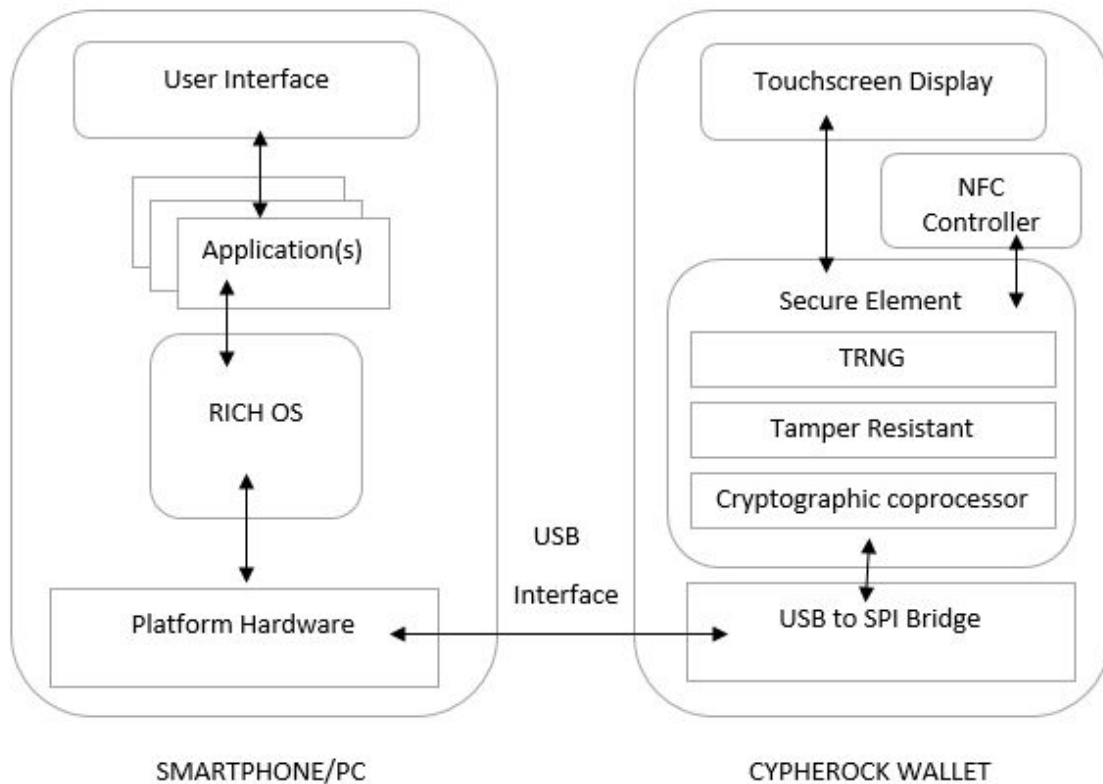 User Interface
Application(s)
RICH OS
Platform Hardware
SMARTPHONE/PC
USB
Interface
Touchscreen Display
NFC
Controller
Secure Element
TRNG
Tamper Resistant
Cryptographic coprocessor
USB to SPI Bridge
CYPHEROCK WALLET